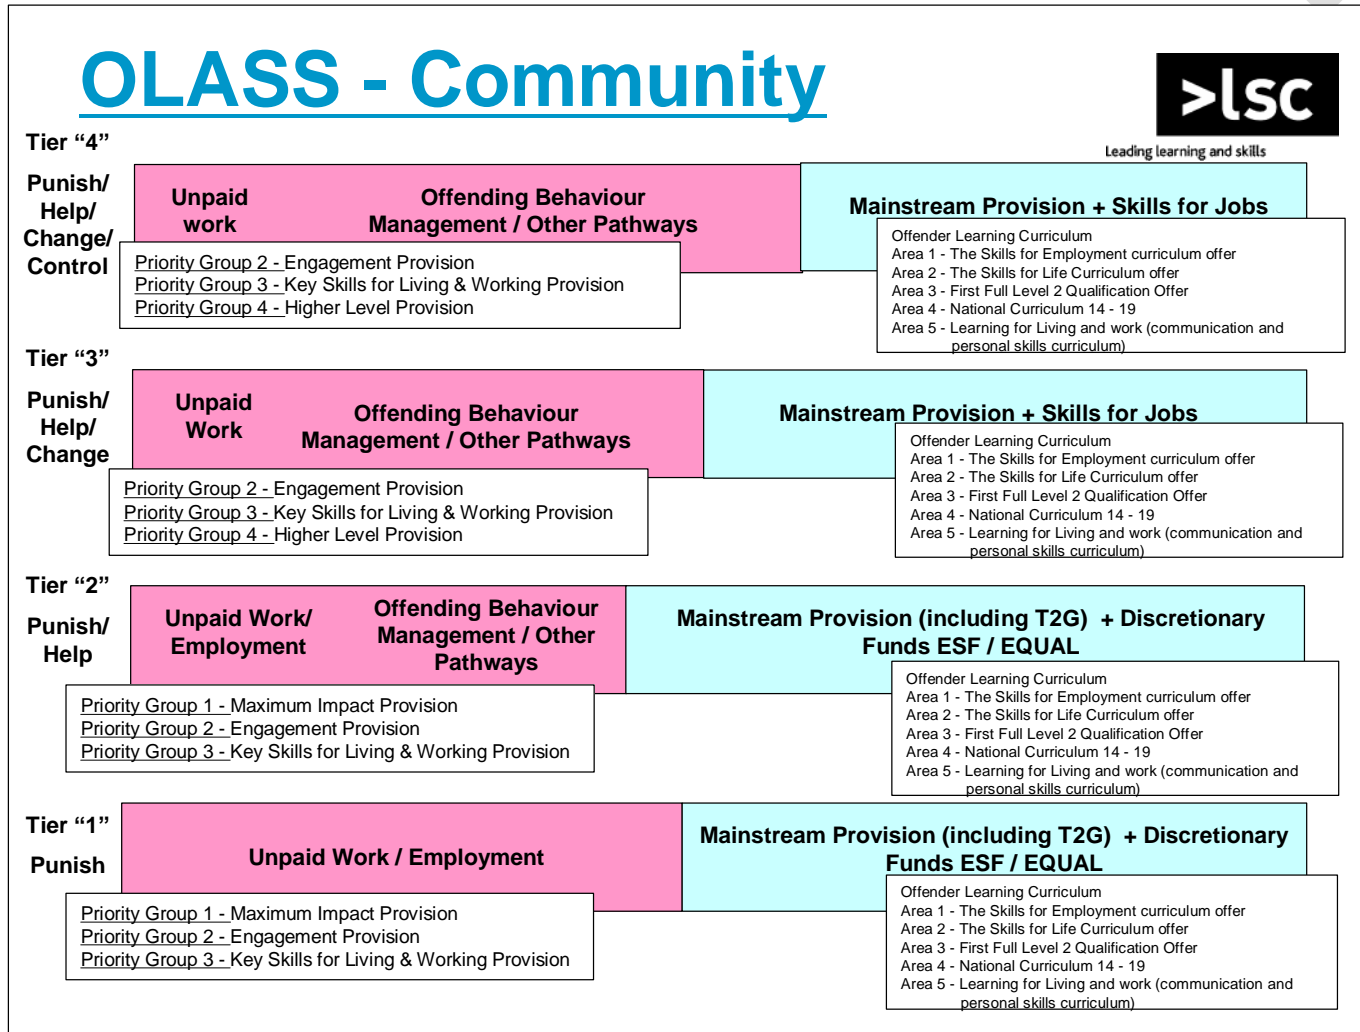 OLASS - Community
>lsc
Leading learning and skills
Tier “4”
Punish/
Help/
Change/
Control
Unpaid
work
Offending Behaviour
Management / Other Pathways
Mainstream Provision + Skills for Jobs
Priority Group 2 - Engagement Provision
Priority Group 3 - Key Skills for Living & Working Provision
Priority Group 4 - Higher Level Provision
Offender Learning Curriculum
Area 1 - The Skills for Employment curriculum offer
Area 2 - The Skills for Life Curriculum offer
Area 3 - First Full Level 2 Qualification Offer
Area 4 - National Curriculum 14 - 19
Area 5 - Learning for Living and work (communication and
personal skills curriculum)
Tier “3”
Punish/
Help/
Change
Unpaid
Work
Offending Behaviour
Management / Other Pathways
Mainstream Provision + Skills for Jobs
Priority Group 2 - Engagement Provision
Priority Group 3 - Key Skills for Living & Working Provision
Priority Group 4 - Higher Level Provision
Offender Learning Curriculum
Area 1 - The Skills for Employment curriculum offer
Area 2 - The Skills for Life Curriculum offer
Area 3 - First Full Level 2 Qualification Offer
Area 4 - National Curriculum 14 - 19
Area 5 - Learning for Living and work (communication and
personal skills curriculum)
Tier “2”
Punish/
Help
Unpaid Work/
Employment
Offending Behaviour
Management / Other
Pathways
Mainstream Provision (including T2G) + Discretionary
Funds ESF / EQUAL
Priority Group 1 - Maximum Impact Provision
Priority Group 2 - Engagement Provision
Priority Group 3 - Key Skills for Living & Working Provision
Offender Learning Curriculum
Area 1 - The Skills for Employment curriculum offer
Area 2 - The Skills for Life Curriculum offer
Area 3 - First Full Level 2 Qualification Offer
Area 4 - National Curriculum 14 - 19
Area 5 - Learning for Living and work (communication and
personal skills curriculum)
Tier “1”
Punish
Unpaid Work / Employment
Mainstream Provision (including T2G) + Discretionary
Funds ESF / EQUAL
Priority Group 1 - Maximum Impact Provision
Priority Group 2 - Engagement Provision
Priority Group 3 - Key Skills for Living & Working Provision
Offender Learning Curriculum
Area 1 - The Skills for Employment curriculum offer
Area 2 - The Skills for Life Curriculum offer
Area 3 - First Full Level 2 Qualification Offer
Area 4 - National Curriculum 14 - 19
Area 5 - Learning for Living and work (communication and
personal skills curriculum)